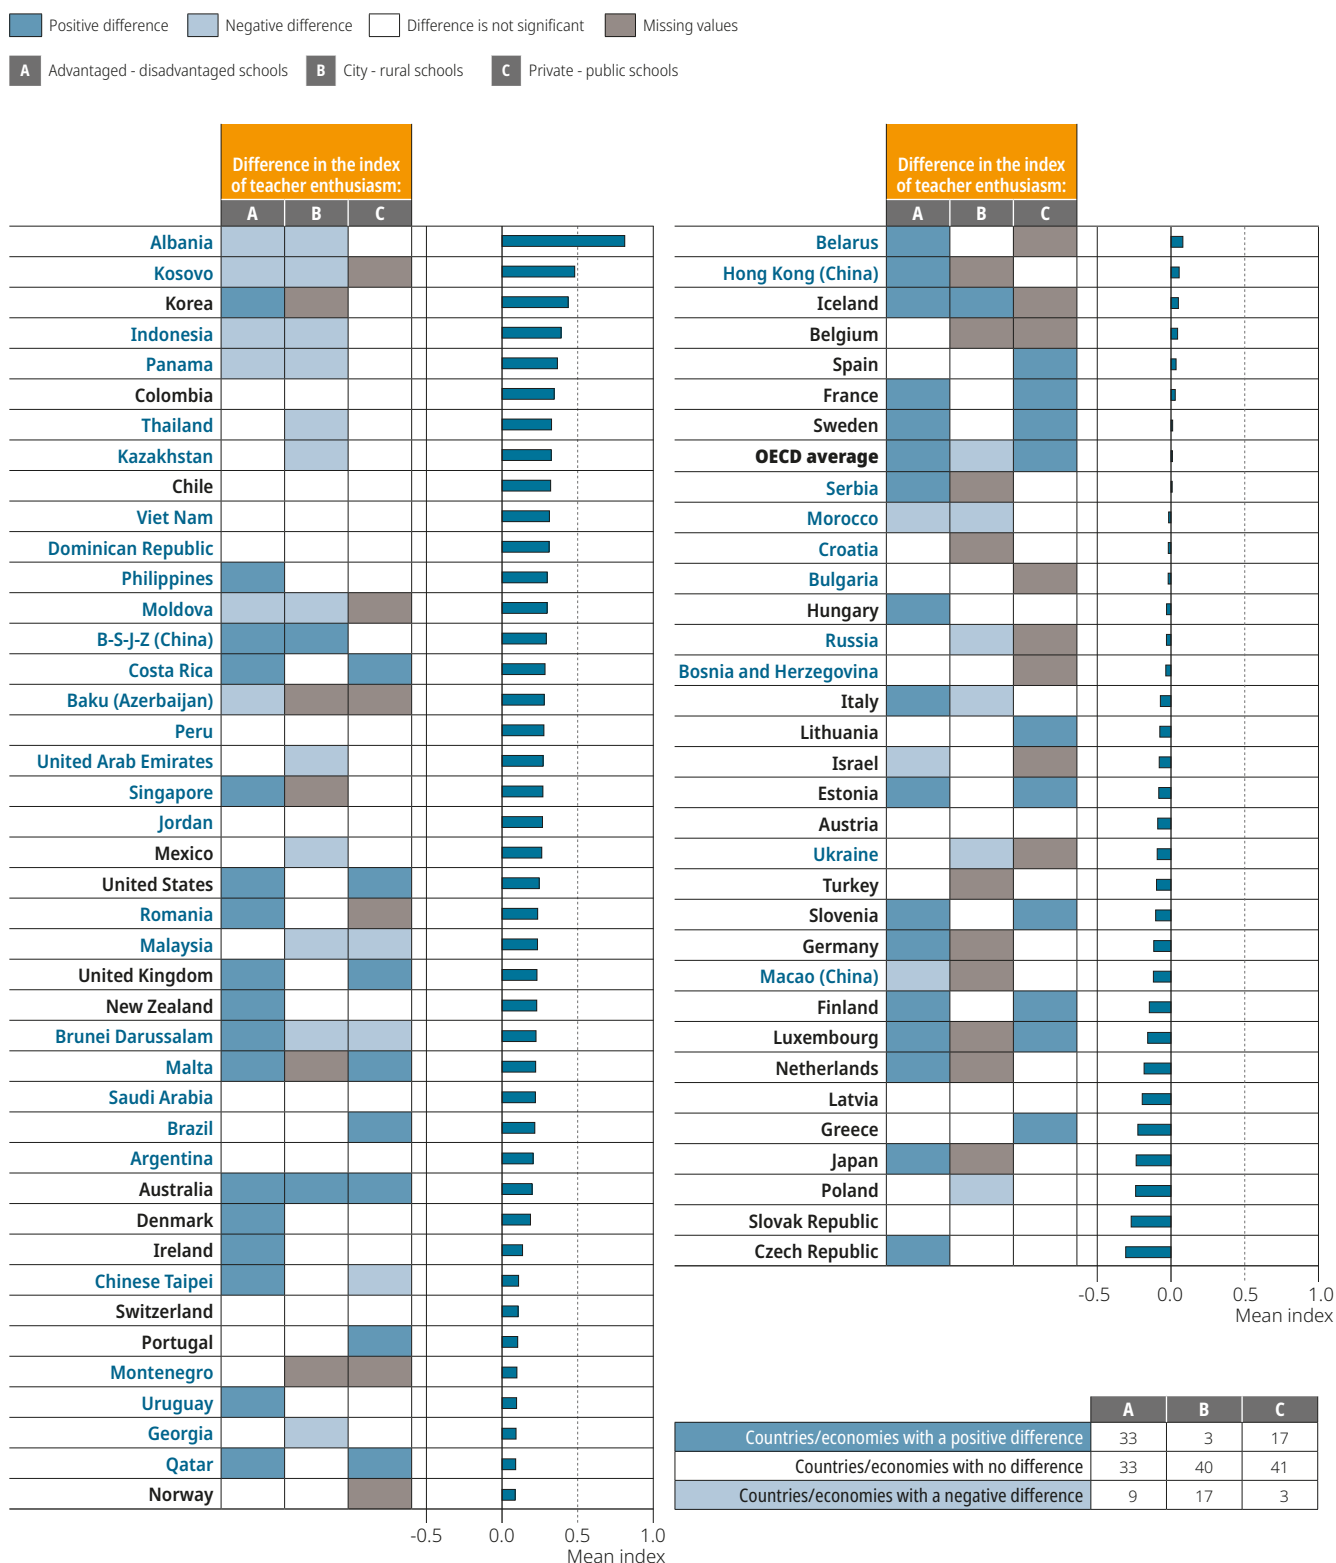 Positive difference
Negative difference
Difference is not significant
Missing values
A Advantaged - disadvantaged schools
B City - rural schools
C Private - public schools
Difference in the index
of teacher enthusiasm:
A B C
Albania
Kosovo
Korea
Indonesia
Panama
Colombia
Thailand
Kazakhstan
Chile
Viet Nam
Dominican Republic
Philippines
Moldova
B-S-J-Z (China)
Costa Rica
Baku (Azerbaijan)
Peru
United Arab Emirates
Singapore
Jordan
Mexico
United States
Romania
Malaysia
United Kingdom
New Zealand
Brunei Darussalam
Malta
Saudi Arabia
Brazil
Argentina
Australia
Denmark
Ireland
Chinese Taipei
Switzerland
Portugal
Montenegro
Uruguay
Georgia
Qatar
Norway
-0.5 0.0 0.5 1.0
Mean index
Difference in the index
of teacher enthusiasm:
A B C
Belarus
Hong Kong (China)
Iceland
Belgium
Spain
France
Sweden
OECD average
Serbia
Morocco
Croatia
Bulgaria
Hungary
Russia
Bosnia and Herzegovina
Italy
Lithuania
Israel
Estonia
Austria
Ukraine
Turkey
Slovenia
Germany
Macao (China)
Finland
Luxembourg
Netherlands
Latvia
Greece
Japan
Poland
Slovak Republic
Czech Republic
-0.5 0.0 0.5 1.0
Mean index
A B C
Countries/economies with a positive difference 33 3 17
Countries/economies with no difference 33 40 41
Countries/economies with a negative difference 9 17 3